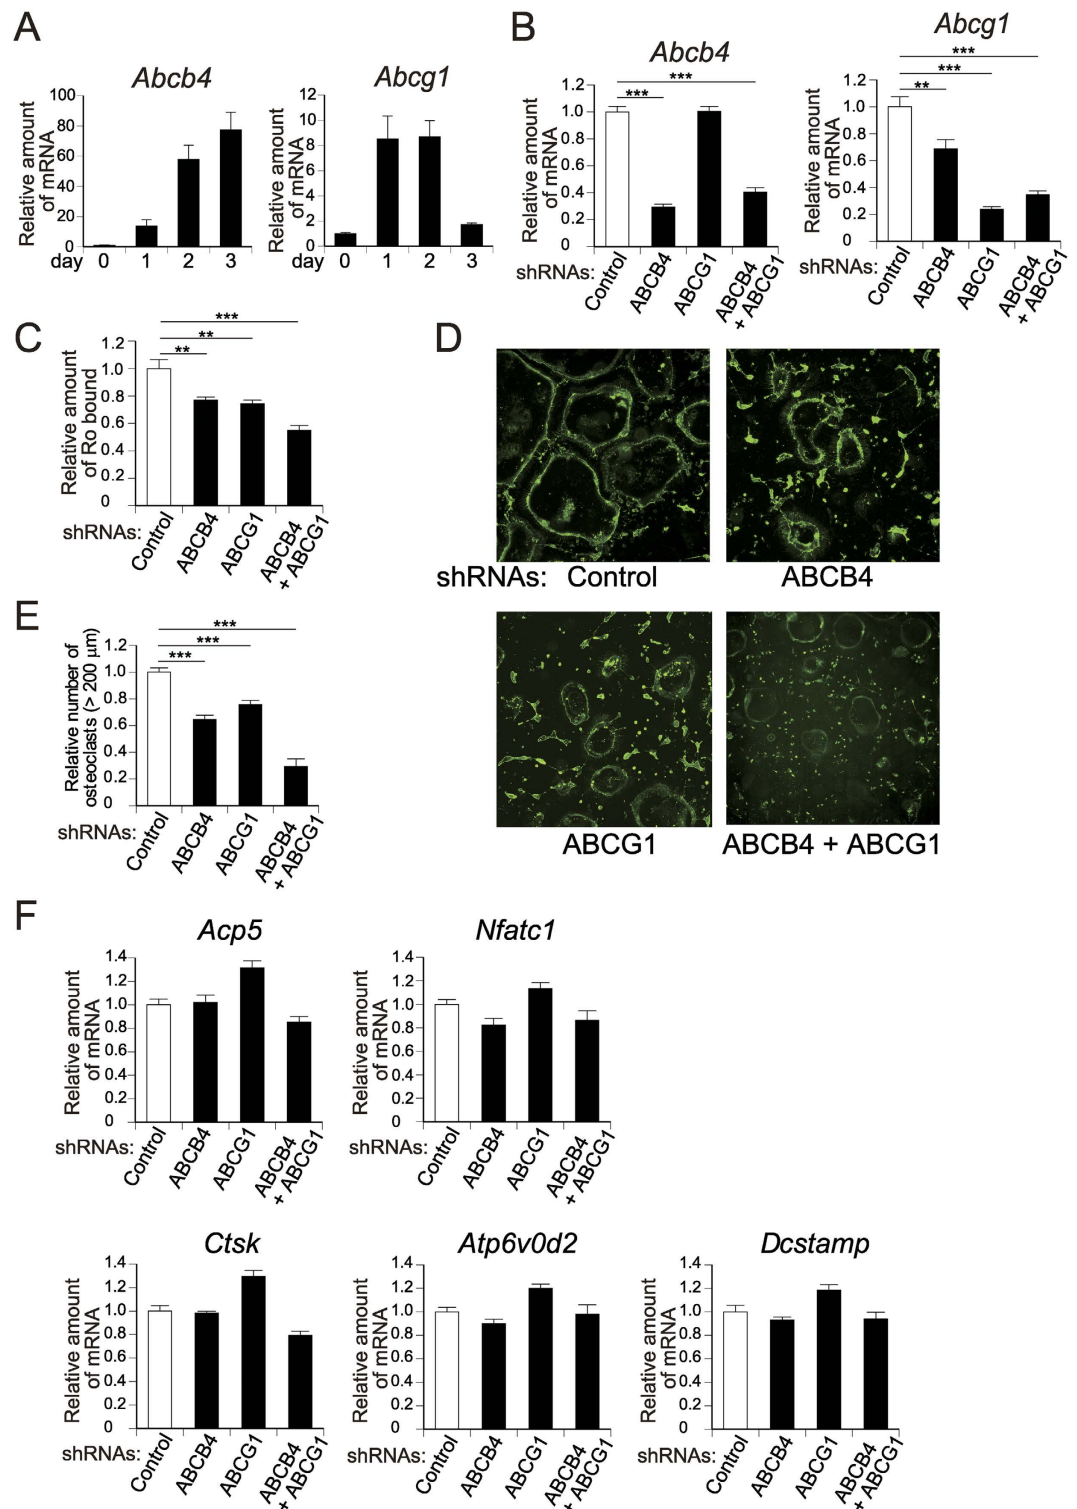 A
Abcb4
Relative amount
of mRNA
100
80
60
40
20
0
day 0 1 2 3
Abcg1
Relative amount
of mRNA
12
10
8
6
4
2
0
day 0 1 2 3
B
Abcb4
***
***
Relative amount
of mRNA
1.2
1.0
0.8
0.6
0.4
0.2
0
shRNAs:
Control
ABCB4
ABCG1
ABCB4
+ ABCG1
Abcg1
***
***
**
Relative amount
of mRNA
1.2
1.0
0.8
0.6
0.4
0.2
0
shRNAs:
Control
ABCB4
ABCG1
ABCB4
+ ABCG1
C
***
**
**
Relative amount
of Ro bound
1.2
1.0
0.8
0.6
0.4
0.2
0
shRNAs:
Control
ABCB4
ABCG1
ABCB4
+ ABCG1
D
shRNAs: Control
ABCB4
ABCG1
ABCB4 + ABCG1
E
***
***
***
Relative number of
osteoclasts (> 200 μm)
1.2
1.0
0.8
0.6
0.4
0.2
0
shRNAs:
Control
ABCB4
ABCG1
ABCB4
+ ABCG1
F
Acp5
Relative amount
of mRNA
1.4
1.2
1.0
0.8
0.6
0.4
0.2
0
shRNAs:
Control
ABCB4
ABCG1
ABCB4
+ ABCG1
Nfatc1
Relative amount
of mRNA
1.4
1.2
1.0
0.8
0.6
0.4
0.2
0
shRNAs:
Control
ABCB4
ABCG1
ABCB4
+ ABCG1
Ctsk
Relative amount
of mRNA
1.4
1.2
1.0
0.8
0.6
0.4
0.2
0
shRNAs:
Control
ABCB4
ABCG1
ABCB4
+ ABCG1
Atp6v0d2
Relative amount
of mRNA
1.4
1.2
1.0
0.8
0.6
0.4
0.2
0
shRNAs:
Control
ABCB4
ABCG1
ABCB4
+ ABCG1
Dcstamp
Relative amount
of mRNA
1.4
1.2
1.0
0.8
0.6
0.4
0.2
0
shRNAs:
Control
ABCB4
ABCG1
ABCB4
+ ABCG1